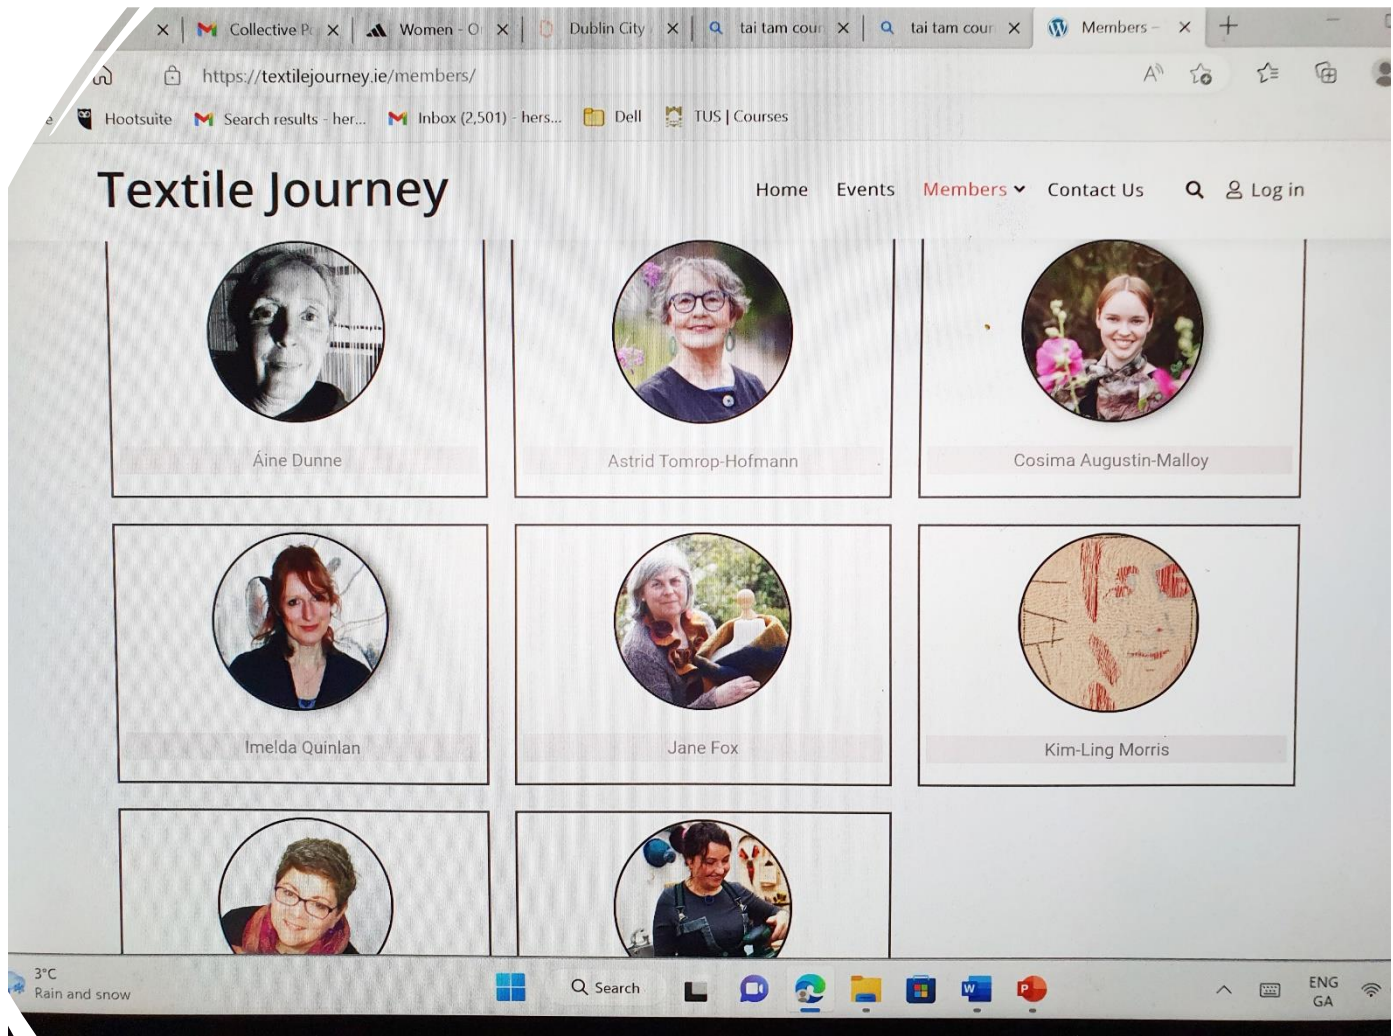 Collective P
Women - O
Dublin City
tai tam cour
tai tam cour
Members –
https://textilejourney.ie/members/
Hootsuite
Search results - her...
Inbox (2,501) - hers...
Dell
TUS | Courses
Textile Journey
Home
Events
Members
Contact Us
Log in
Áine Dunne
Astrid Tomrop-Hofmann
Cosima Augustin-Malloy
Imelda Quinlan
Jane Fox
Kim-Ling Morris
3°C
Rain and snow
Search
ENG
GA